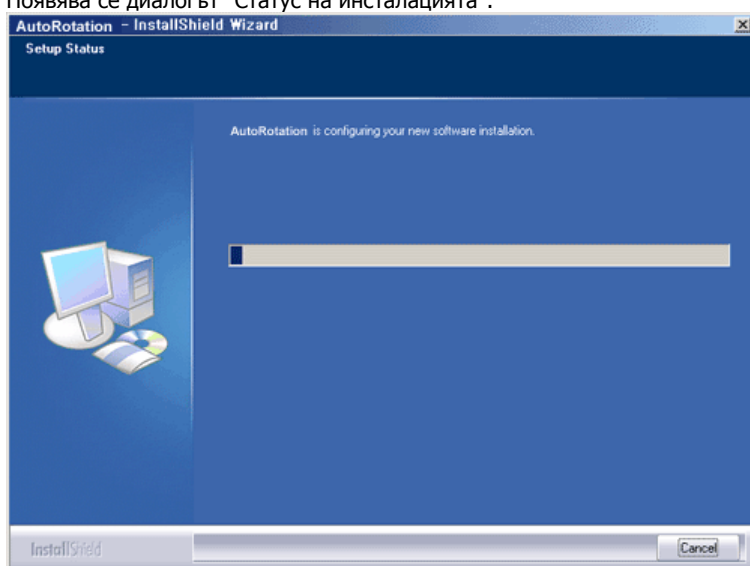 Появява се диалогът "Статус на инсталацията".
AutoRotation - InstallShield Wizard
Setup Status
AutoRotation is configuring your new software installation.
InstallShield
Cancel